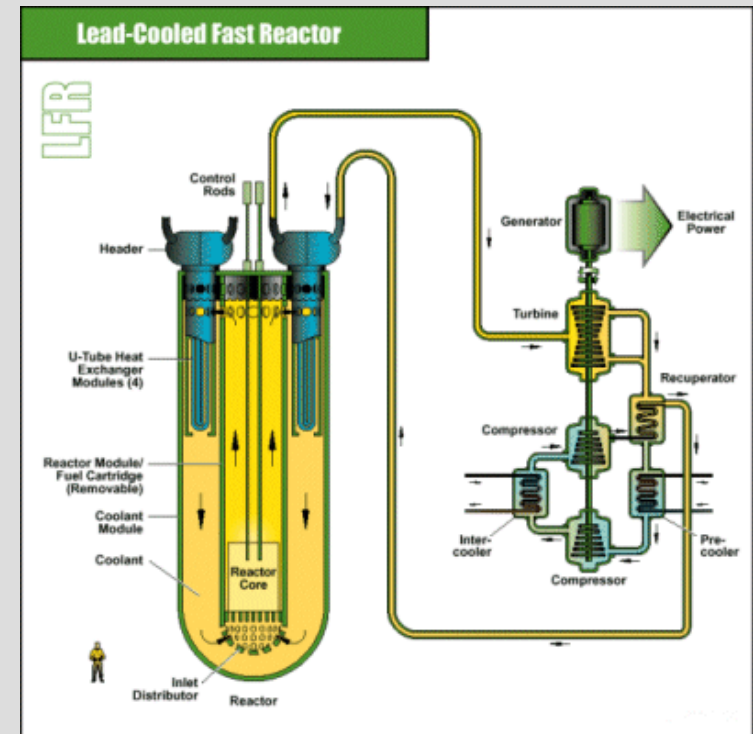 Lead-Cooled Fast Reactor
LFR
Control
Rods
Header
U-Tube Heat
Exchanger
Modules (4)
Reactor Module/
Fuel Cartridge
(Removable)
Coolant
Module
Coolant
Reactor
Core
Inlet
Distributor
Reactor
Generator
Electrical
Power
Turbine
Recuperator
Compressor
Inter-
cooler
Compressor
Pre-
cooler